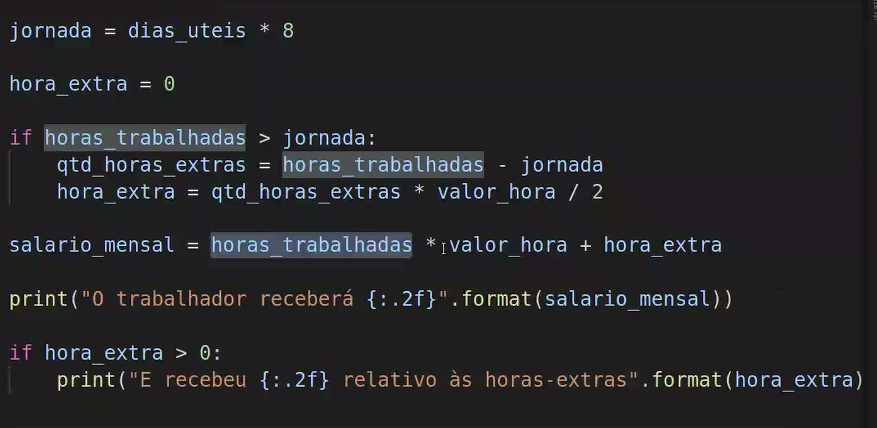 jornada = dias_uteis * 8
hora_extra = 0
if horas_trabalhadas > jornada:
    qtd_horas_extras = horas_trabalhadas - jornada
    hora_extra = qtd_horas_extras * valor_hora / 2
salario_mensal = horas_trabalhadas * valor_hora + hora_extra
print("O trabalhador receberá {:.2f}".format(salario_mensal))
if hora_extra > 0:
    print("E recebeu {:.2f} relativo às horas-extras".format(hora_extra)